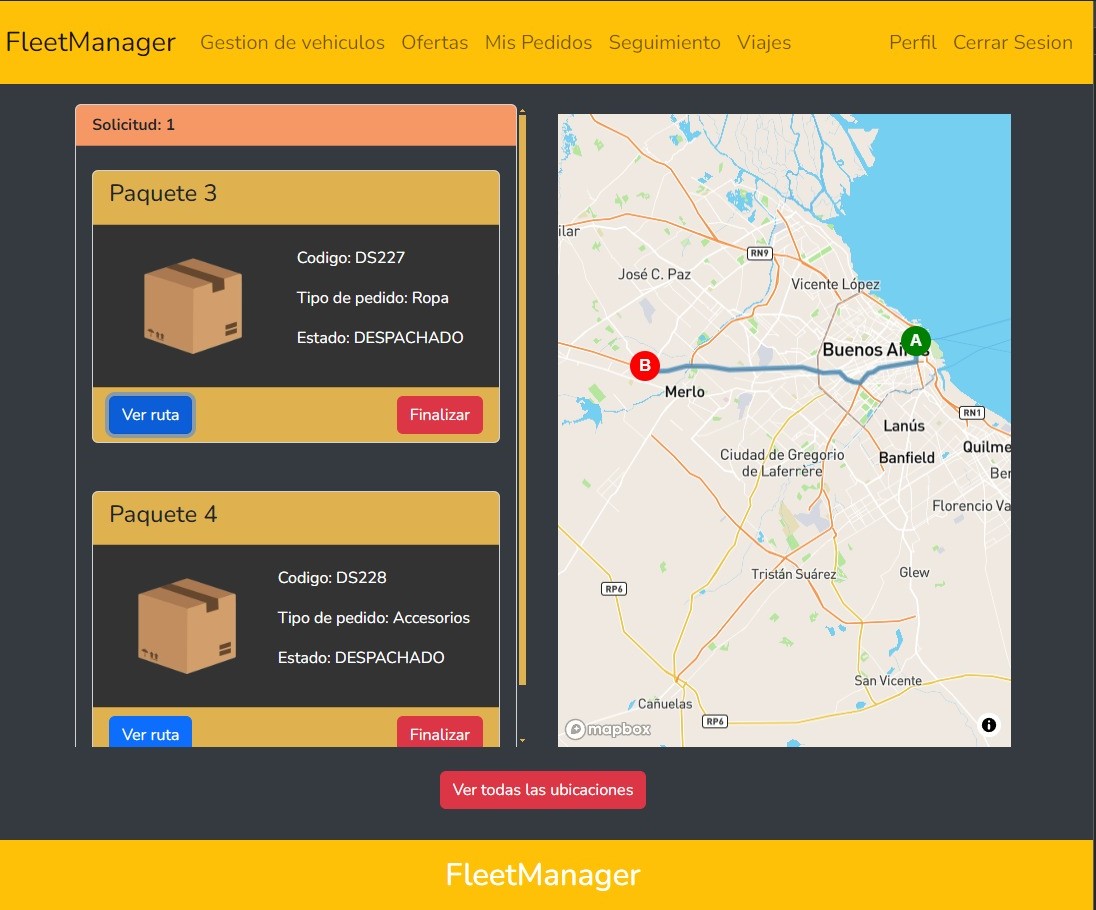 FleetManager Gestion de vehiculos Ofertas Mis Pedidos Seguimiento Viajes Perfil Cerrar Sesion
Solicitud: 1
Paquete 3
Codigo: DS227
Tipo de pedido: Ropa
Estado: DESPACHADO
Ver ruta Finalizar
Paquete 4
Codigo: DS228
Tipo de pedido: Accesorios
Estado: DESPACHADO
Ver ruta Finalizar
ilar
RN9
José C. Paz
Vicente López
A
Buenos Ai
B
Merlo
RN1
Lanús
Quilme
Banfield
Ciudad de Gregorio
de Laferrère
Ber
Florencio Va
Tristán Suárez
Glew
RP6
San Vicente
Cañuelas
RP6
mapbox
i
Ver todas las ubicaciones
FleetManager